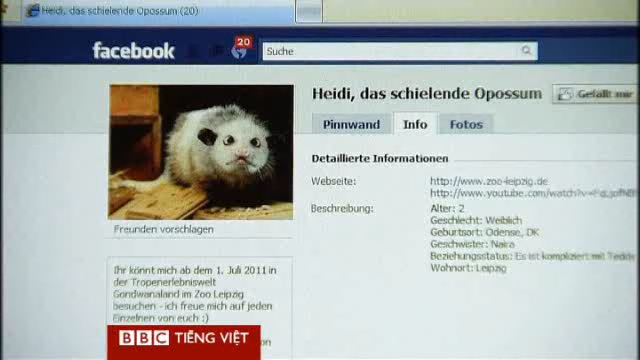 Heidi, das schielende Opossum (20)
facebook
20
Suche
Heidi, das schielende Opossum
Gefällt mir
Pinnwand Info Fotos
Detaillierte Informationen
Webseite: http://www.zoo-leipzig.de
http://www.youtube.com/watch?v=
Beschreibung: Alter: 2
Geschlecht: Weiblich
Geburtsort: Odense, DK
Geschwister: Naira
Beziehungsstatus: Es ist kompliziert mit Teddy
Wohnort: Leipzig
Freunden vorschlagen
Ihr könnt mich ab dem 1. Juli 2011 in
der Tropenerlebniswelt
Gondwanaland im Zoo Leipzig
besuchen - ich freue mich auf jeden
Einzelnen von euch :)
BBC TIẾNG VIỆT